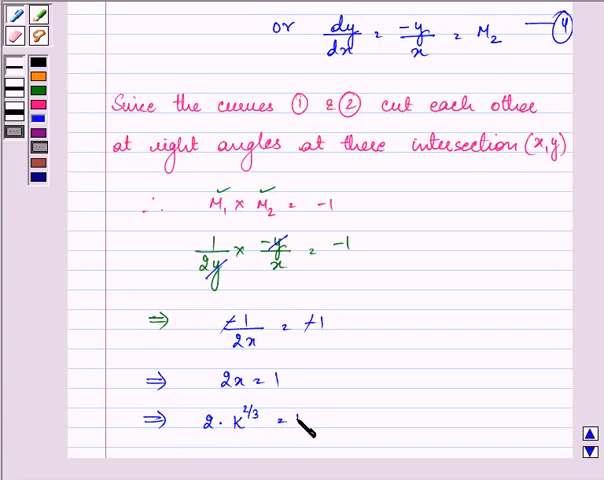 or dy/dx = -y/x = M₂ —④
Since the curves ① & ② cut each other
at right angles at there intersection (x,y)
∴ M₁ × M₂ = -1
1/2y × -y/x = -1
⇒ -1/2x = -1
⇒ 2x = 1
⇒ 2 · k^2/3 = 1